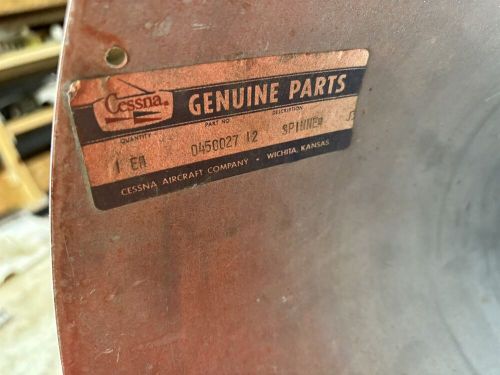 Cessna. GENUINE PARTS
QUANTITY PART NO. DESCRIPTION
1 EA 0450027 12 SPINNER
CESSNA AIRCRAFT COMPANY • WICHITA, KANSAS